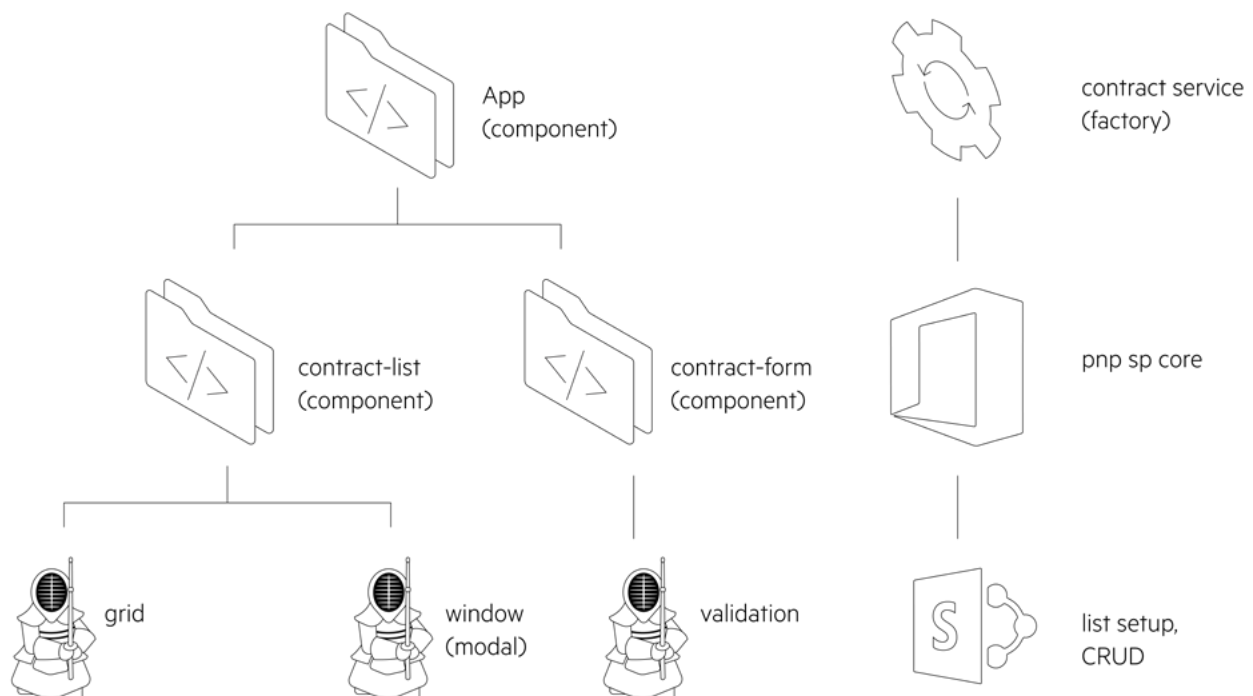 App
(component)
contract service
(factory)
contract-list
(component)
contract-form
(component)
pnp sp core
grid
window
(modal)
validation
S
list setup,
CRUD